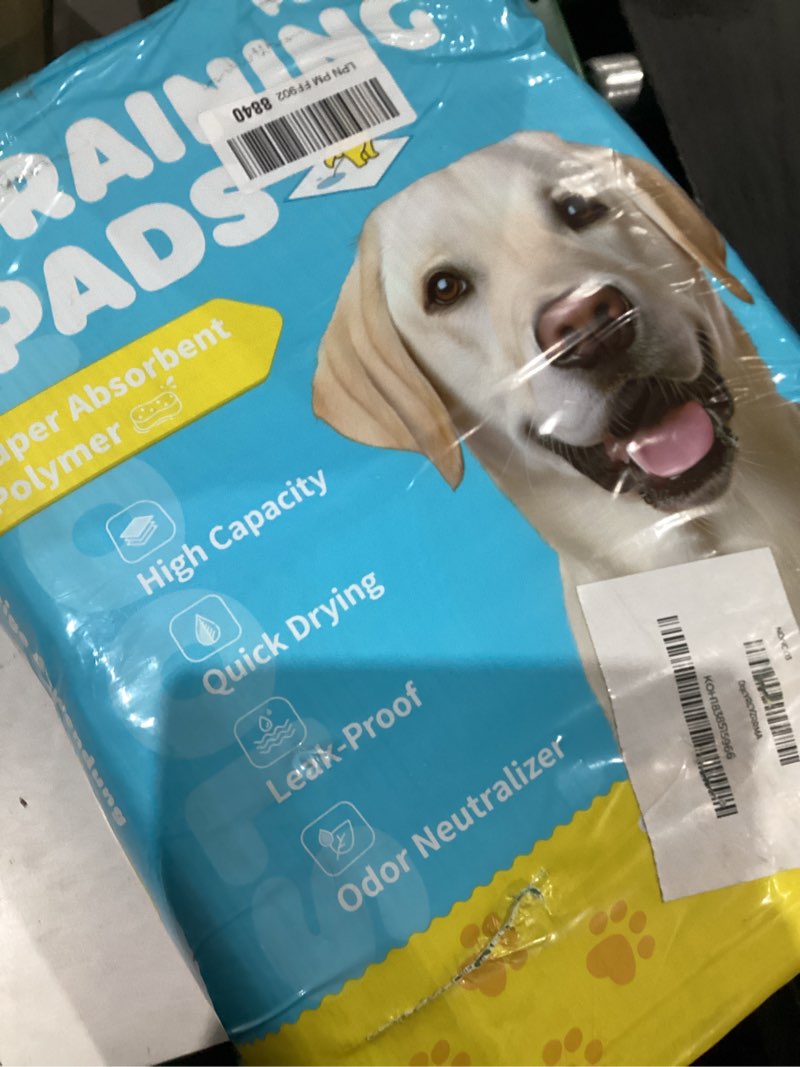 RAINING
PADS
LPN PM FF902 8840
uper Absorbent
Polymer
High Capacity
Quick Drying
Leak-Proof
Odor Neutralizer